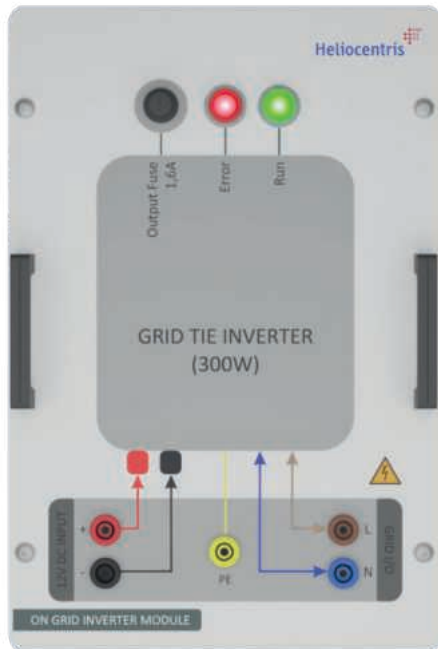 Heliocentris
Output Fuse
1,6A
Error
Run
GRID TIE INVERTER
(300W)
12V DC INPUT
+
-
PE
L
N
GRID I/O
ON GRID INVERTER MODULE